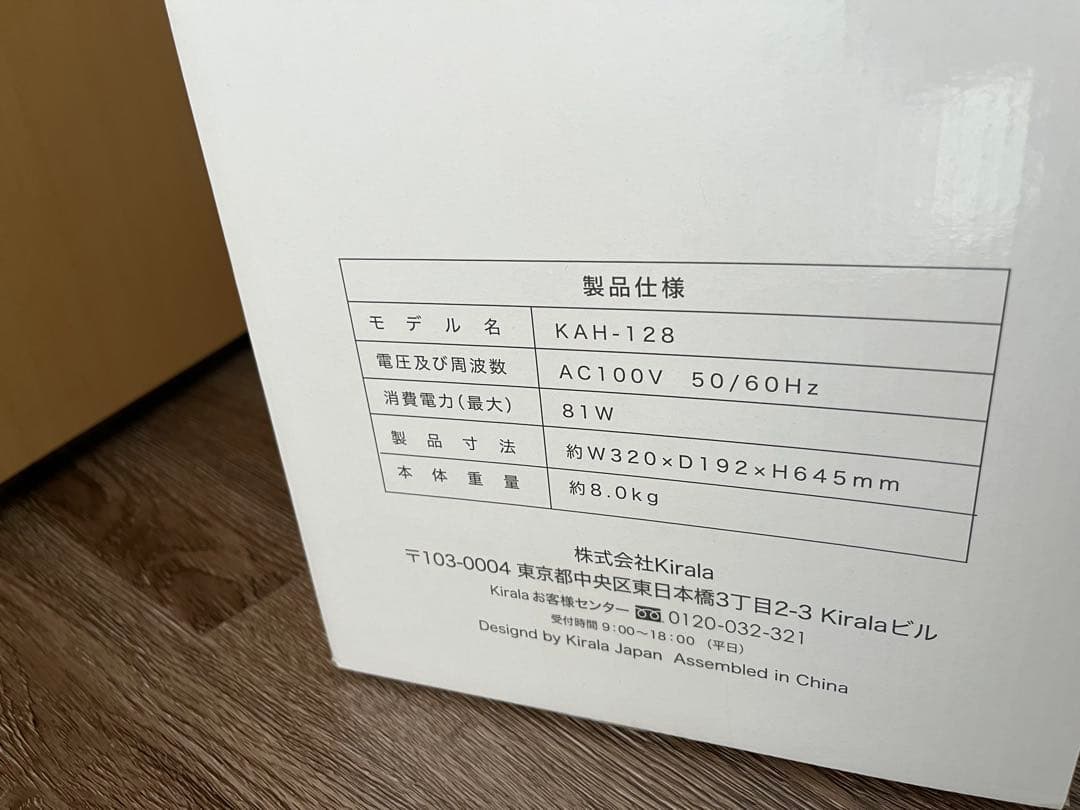 製品仕様
モデル名 KAH-128
電圧及び周波数 AC100V 50/60Hz
消費電力(最大) 81W
製品寸法 約W320×D192×H645mm
本体重量 約8.0kg
株式会社Kirala
〒103-0004 東京都中央区東日本橋3丁目2-3 Kiralaビル
Kirala お客様センター 0120-032-321
受付時間 9:00〜18:00 (平日)
Designd by Kirala Japan Assembled in China